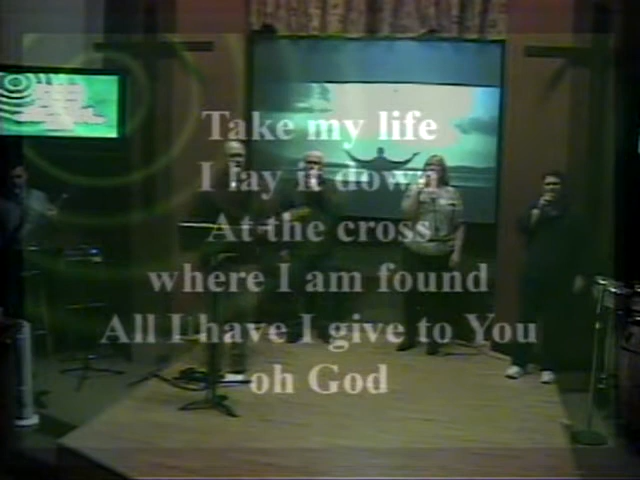 Take my life
I lay it down
At the cross
where I am found
All I have I give to You
oh God